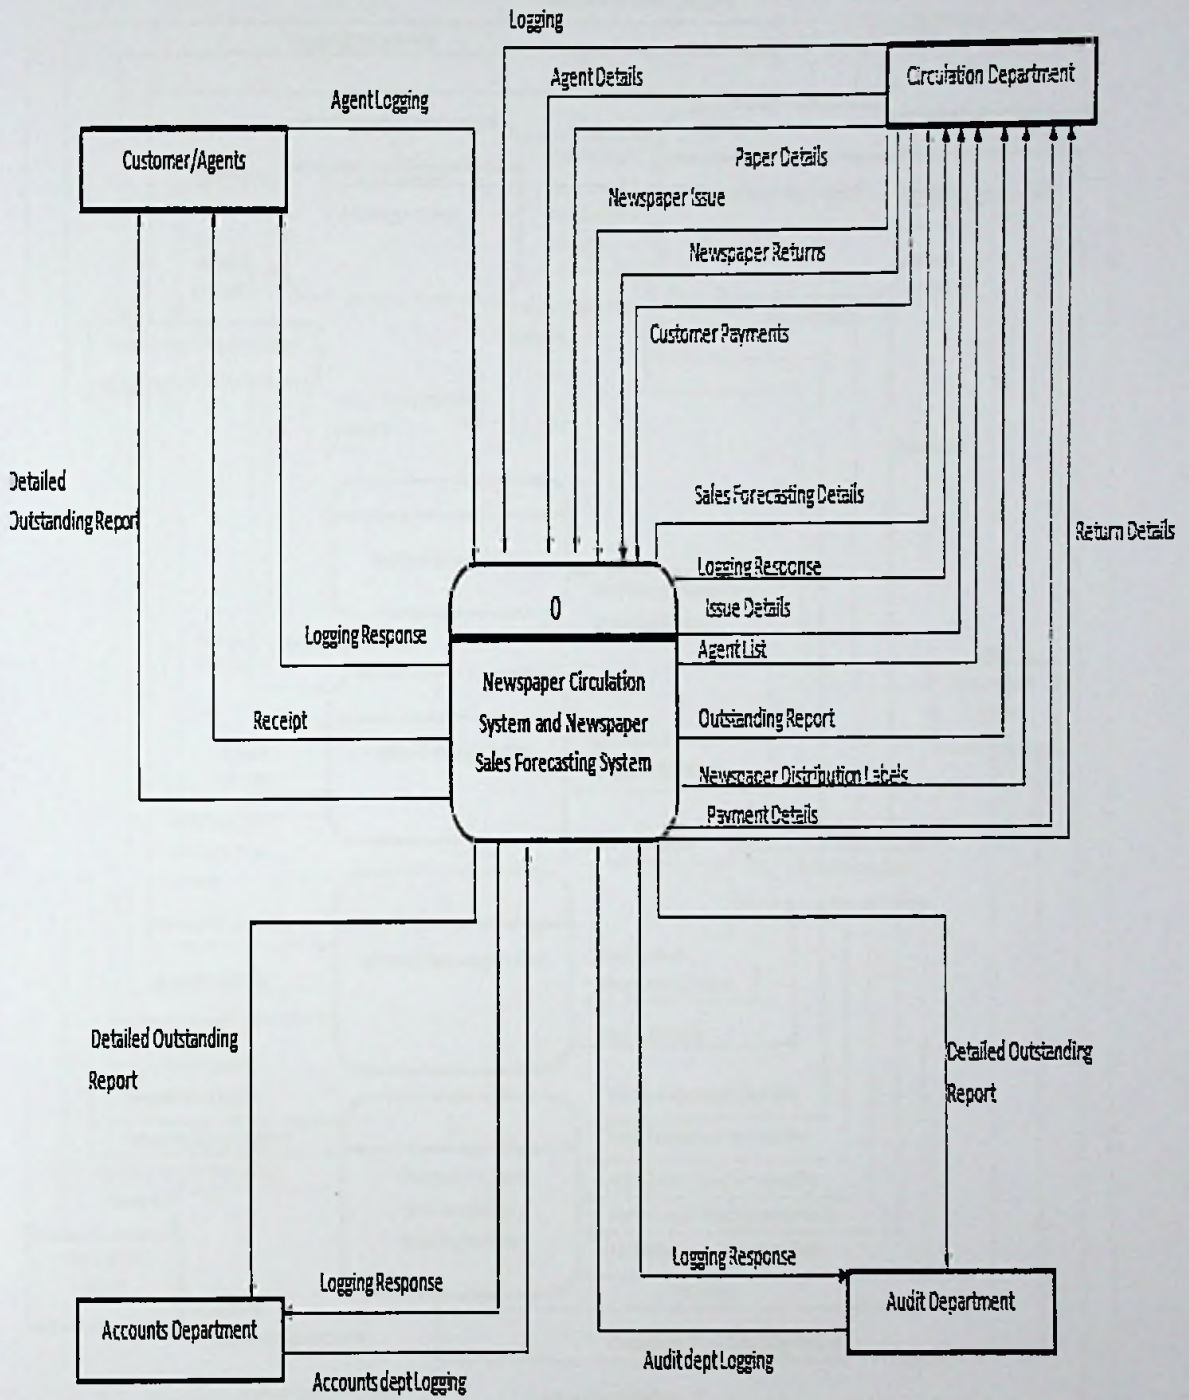 Logging
Circulation Department
Agent Details
Agent Logging
Customer/Agents
Paper Details
Newspaper Issue
Newspaper Returns
Customer Payments
Detailed
Outstanding Report
Sales Forecasting Details
Return Details
Logging Response
Issue Details
0
Logging Response
Agent List
Newspaper Circulation
System and Newspaper
Sales Forecasting System
Receipt
Outstanding Report
Newspaper Distribution Labels
Payment Details
Detailed Outstanding
Report
Detailed Outstanding
Report
Logging Response
Logging Response
Accounts Department
Audit Department
Audit dept Logging
Accounts dept Logging